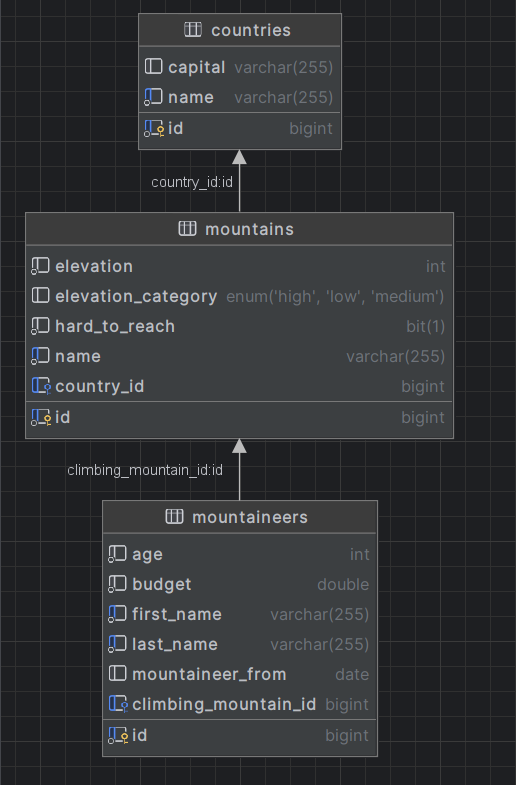 countries
capital varchar(255)
name varchar(255)
id bigint
country_id:id
mountains
elevation int
elevation_category enum('high', 'low', 'medium')
hard_to_reach bit(1)
name varchar(255)
country_id bigint
id bigint
climbing_mountain_id:id
mountaineers
age int
budget double
first_name varchar(255)
last_name varchar(255)
mountaineer_from date
climbing_mountain_id bigint
id bigint